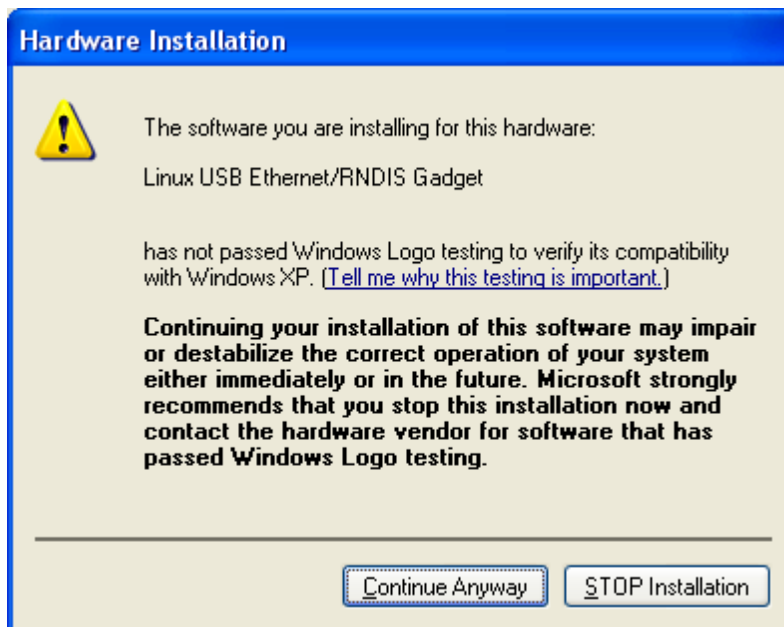 Hardware Installation
The software you are installing for this hardware:
Linux USB Ethernet/RNDIS Gadget
has not passed Windows Logo testing to verify its compatibility
with Windows XP. (Tell me why this testing is important.)
Continuing your installation of this software may impair
or destabilize the correct operation of your system
either immediately or in the future. Microsoft strongly
recommends that you stop this installation now and
contact the hardware vendor for software that has
passed Windows Logo testing.
Continue Anyway
STOP Installation